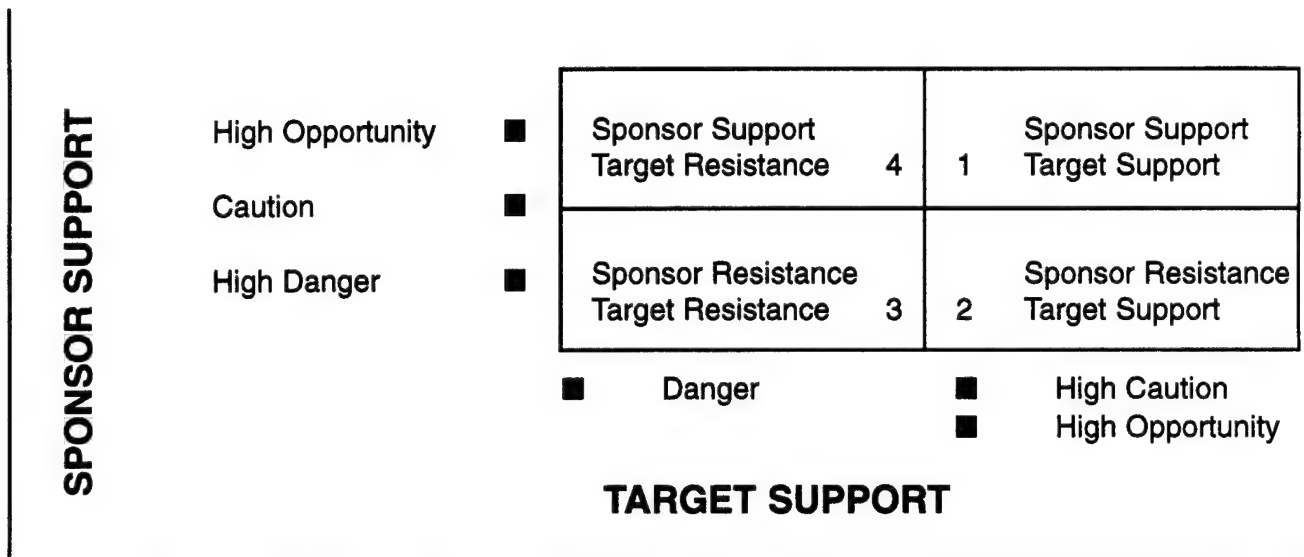 SPONSOR SUPPORT
High Opportunity
Caution
High Danger
Sponsor Support
Target Resistance 4
1 Sponsor Support
Target Support
Sponsor Resistance
Target Resistance 3
Sponsor Resistance
2 Target Support
Danger
High Caution
High Opportunity
TARGET SUPPORT